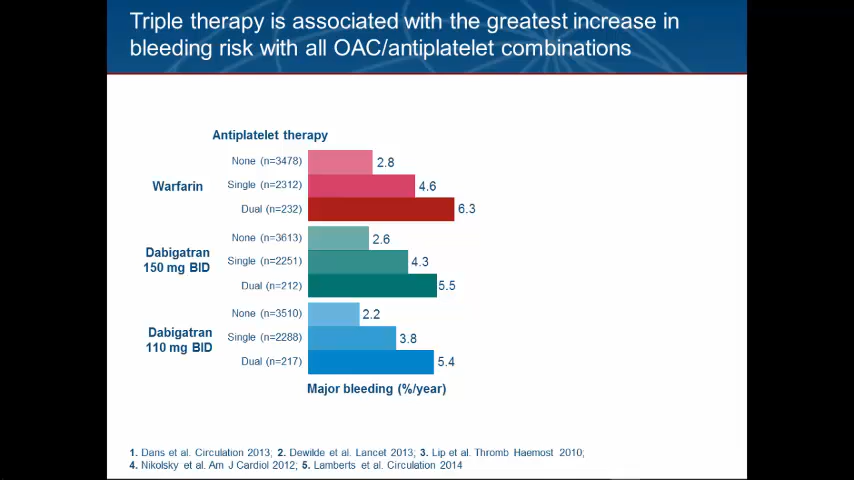 Triple therapy is associated with the greatest increase in
bleeding risk with all OAC/antiplatelet combinations
Antiplatelet therapy
Warfarin
None (n=3478) 2.8
Single (n=2312) 4.6
Dual (n=232) 6.3
Dabigatran
150 mg BID
None (n=3613) 2.6
Single (n=2251) 4.3
Dual (n=212) 5.5
Dabigatran
110 mg BID
None (n=3510) 2.2
Single (n=2288) 3.8
Dual (n=217) 5.4
Major bleeding (%/year)
1. Dans et al. Circulation 2013; 2. Dewilde et al. Lancet 2013; 3. Lip et al. Thromb Haemost 2010;
4. Nikolsky et al. Am J Cardiol 2012; 5. Lamberts et al. Circulation 2014